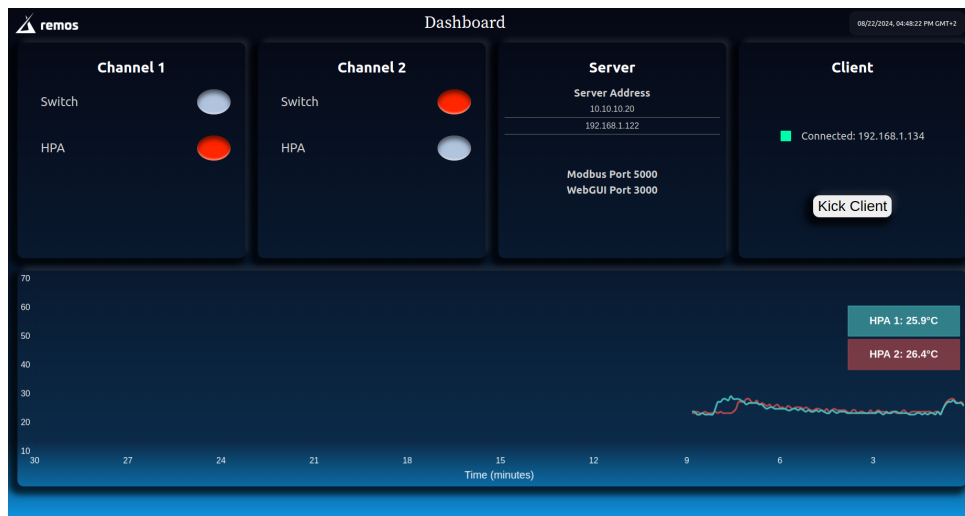 remos
Dashboard
08/22/2024, 04:48:22 PM GMT+2
Channel 1
Switch
HPA
Channel 2
Switch
HPA
Server
Server Address
10.10.10.20
192.168.1.122
Modbus Port 5000
WebGUI Port 3000
Client
Connected: 192.168.1.134
Kick Client
70
60
50
40
30
20
10
HPA 1: 25.9°C
HPA 2: 26.4°C
30 27 24 21 18 15 12 9 6 3
Time (minutes)